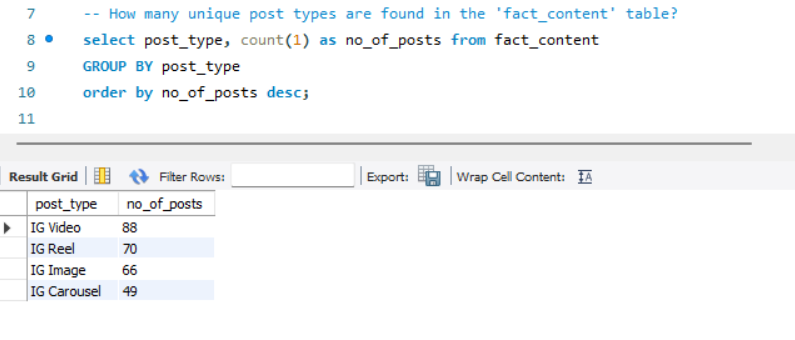 7 -- How many unique post types are found in the 'fact_content' table?
8 select post_type, count(1) as no_of_posts from fact_content
9 GROUP BY post_type
10 order by no_of_posts desc;
11
Result Grid Filter Rows: Export: Wrap Cell Content: IA
post_type no_of_posts
IG Video 88
IG Reel 70
IG Image 66
IG Carousel 49